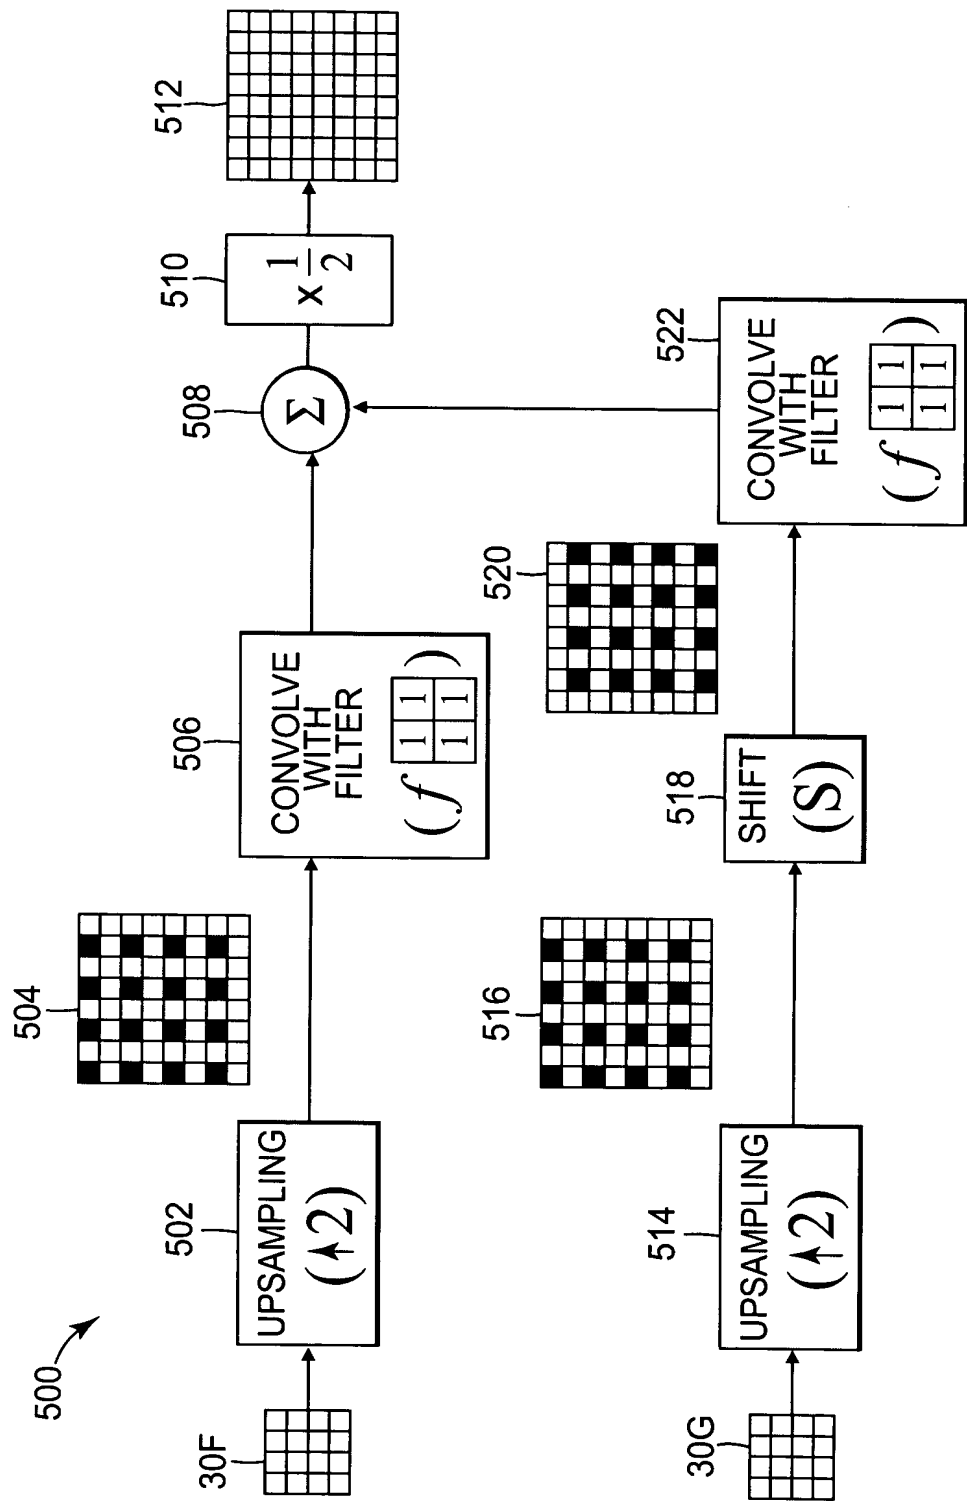 500
30F
502
UPSAMPLING
(↑2)
504
506
CONVOLVE
WITH
FILTER
(f
1 1
1 1
)
508
Σ
510
x 1/2
512
30G
514
UPSAMPLING
(↑2)
516
518
SHIFT
(S)
520
522
CONVOLVE
WITH
FILTER
(f
1 1
1 1
)